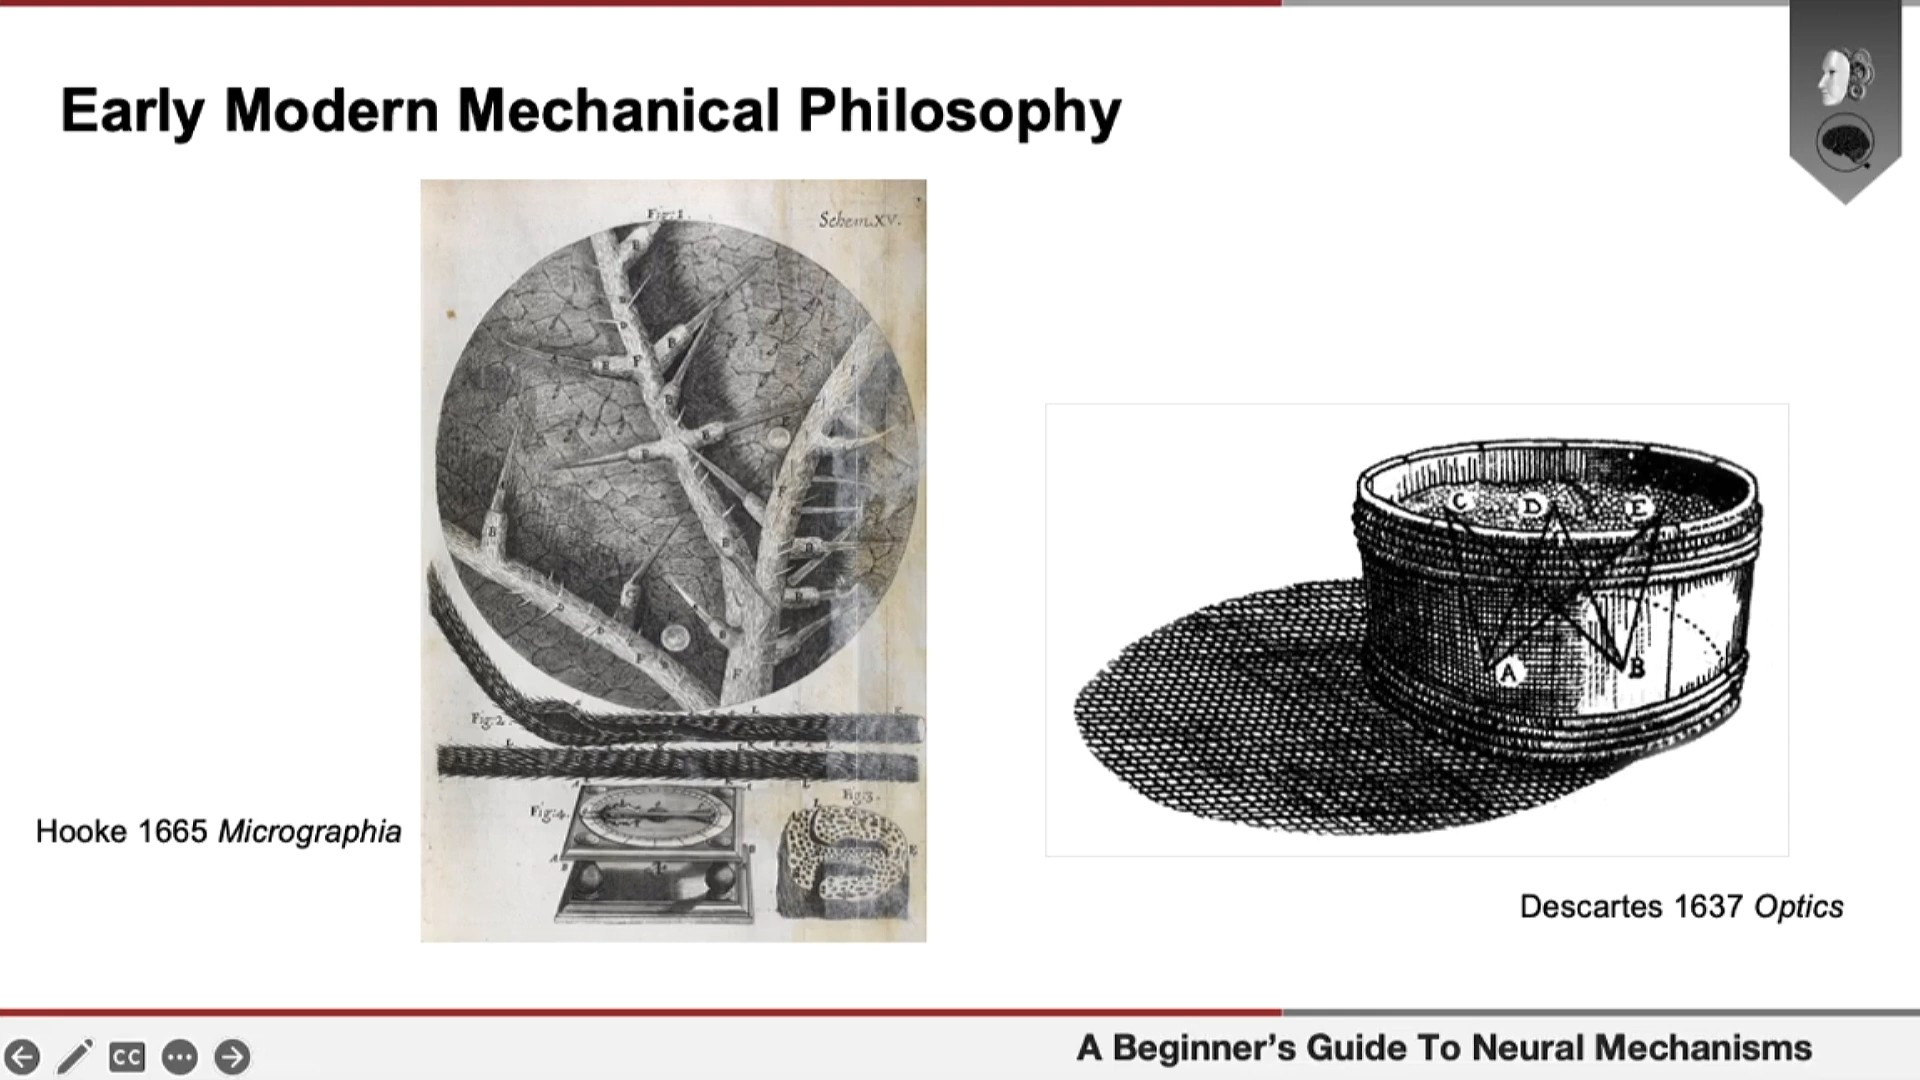 Early Modern Mechanical Philosophy
Fig: 1.
Schem. XV.
Fig: 2.
Fig: 4.
Fig: 3.
C D E
A B
Hooke 1665 Micrographia
Descartes 1637 Optics
A Beginner’s Guide To Neural Mechanisms
CC